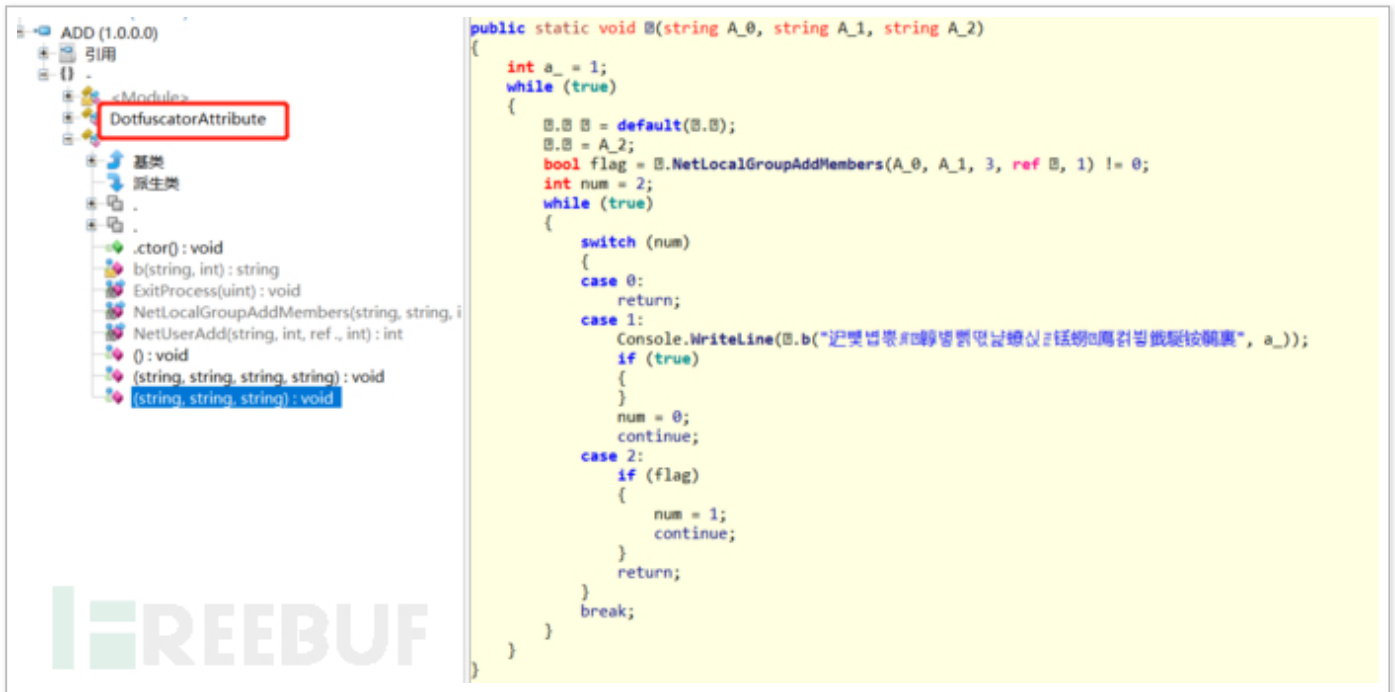 ADD (1.0.0.0)
引用
{} .
<Module>
DotfuscatorAttribute
基类
派生类
.
.
.ctor() : void
b(string, int) : string
ExitProcess(uint) : void
NetLocalGroupAddMembers(string, string, i
NetUserAdd(string, int, ref ., int) : int
() : void
(string, string, string, string) : void
(string, string, string) : void
public static void (string A_0, string A_1, string A_2)
{
int a_ = 1;
while (true)
{
. = default(.);
. = A_2;
bool flag = .NetLocalGroupAddMembers(A_0, A_1, 3, ref , 1) != 0;
int num = 2;
while (true)
{
switch (num)
{
case 0:
return;
case 1:
Console.WriteLine(.b("", a_));
if (true)
{
}
num = 0;
continue;
case 2:
if (flag)
{
num = 1;
continue;
}
return;
}
break;
}
}
}
FREEBUF